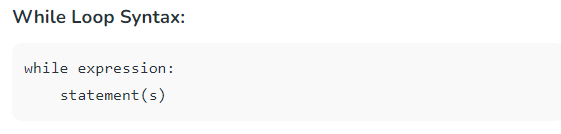 While Loop Syntax:
while expression:
    statement(s)